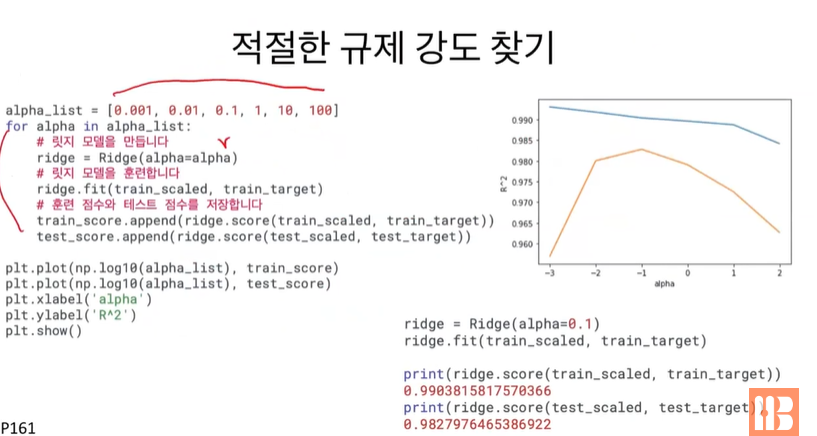 적절한 규제 강도 찾기
alpha_list = [0.001, 0.01, 0.1, 1, 10, 100]
for alpha in alpha_list:
# 릿지 모델을 만듭니다
ridge = Ridge(alpha=alpha)
# 릿지 모델을 훈련합니다
ridge.fit(train_scaled, train_target)
# 훈련 점수와 테스트 점수를 저장합니다
train_score.append(ridge.score(train_scaled, train_target))
test_score.append(ridge.score(test_scaled, test_target))
plt.plot(np.log10(alpha_list), train_score)
plt.plot(np.log10(alpha_list), test_score)
plt.xlabel('alpha')
plt.ylabel('R^2')
plt.show()
0.990
0.985
0.980
0.975
0.970
0.965
0.960
R^2
−3 −2 −1 0 1 2
alpha
ridge = Ridge(alpha=0.1)
ridge.fit(train_scaled, train_target)
print(ridge.score(train_scaled, train_target))
0.9903815817570366
print(ridge.score(test_scaled, test_target))
0.9827976465386922
P161